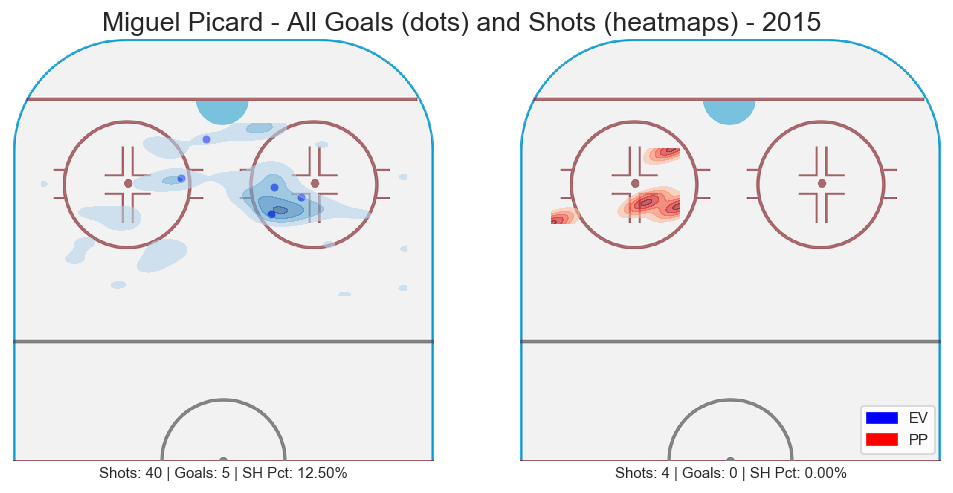 Miguel Picard - All Goals (dots) and Shots (heatmaps) - 2015
EV
PP
Shots: 40 | Goals: 5 | SH Pct: 12.50%
Shots: 4 | Goals: 0 | SH Pct: 0.00%